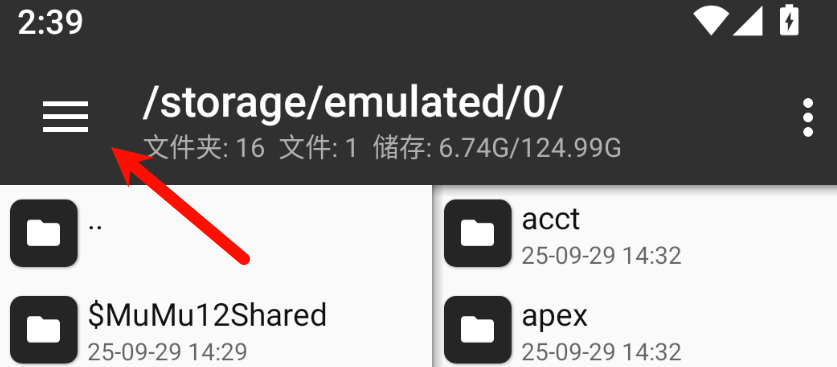 2:39
/storage/emulated/0/
文件夹: 16 文件: 1 储存: 6.74G/124.99G
..
acct
25-09-29 14:32
$MuMu12Shared
25-09-29 14:29
apex
25-09-29 14:32